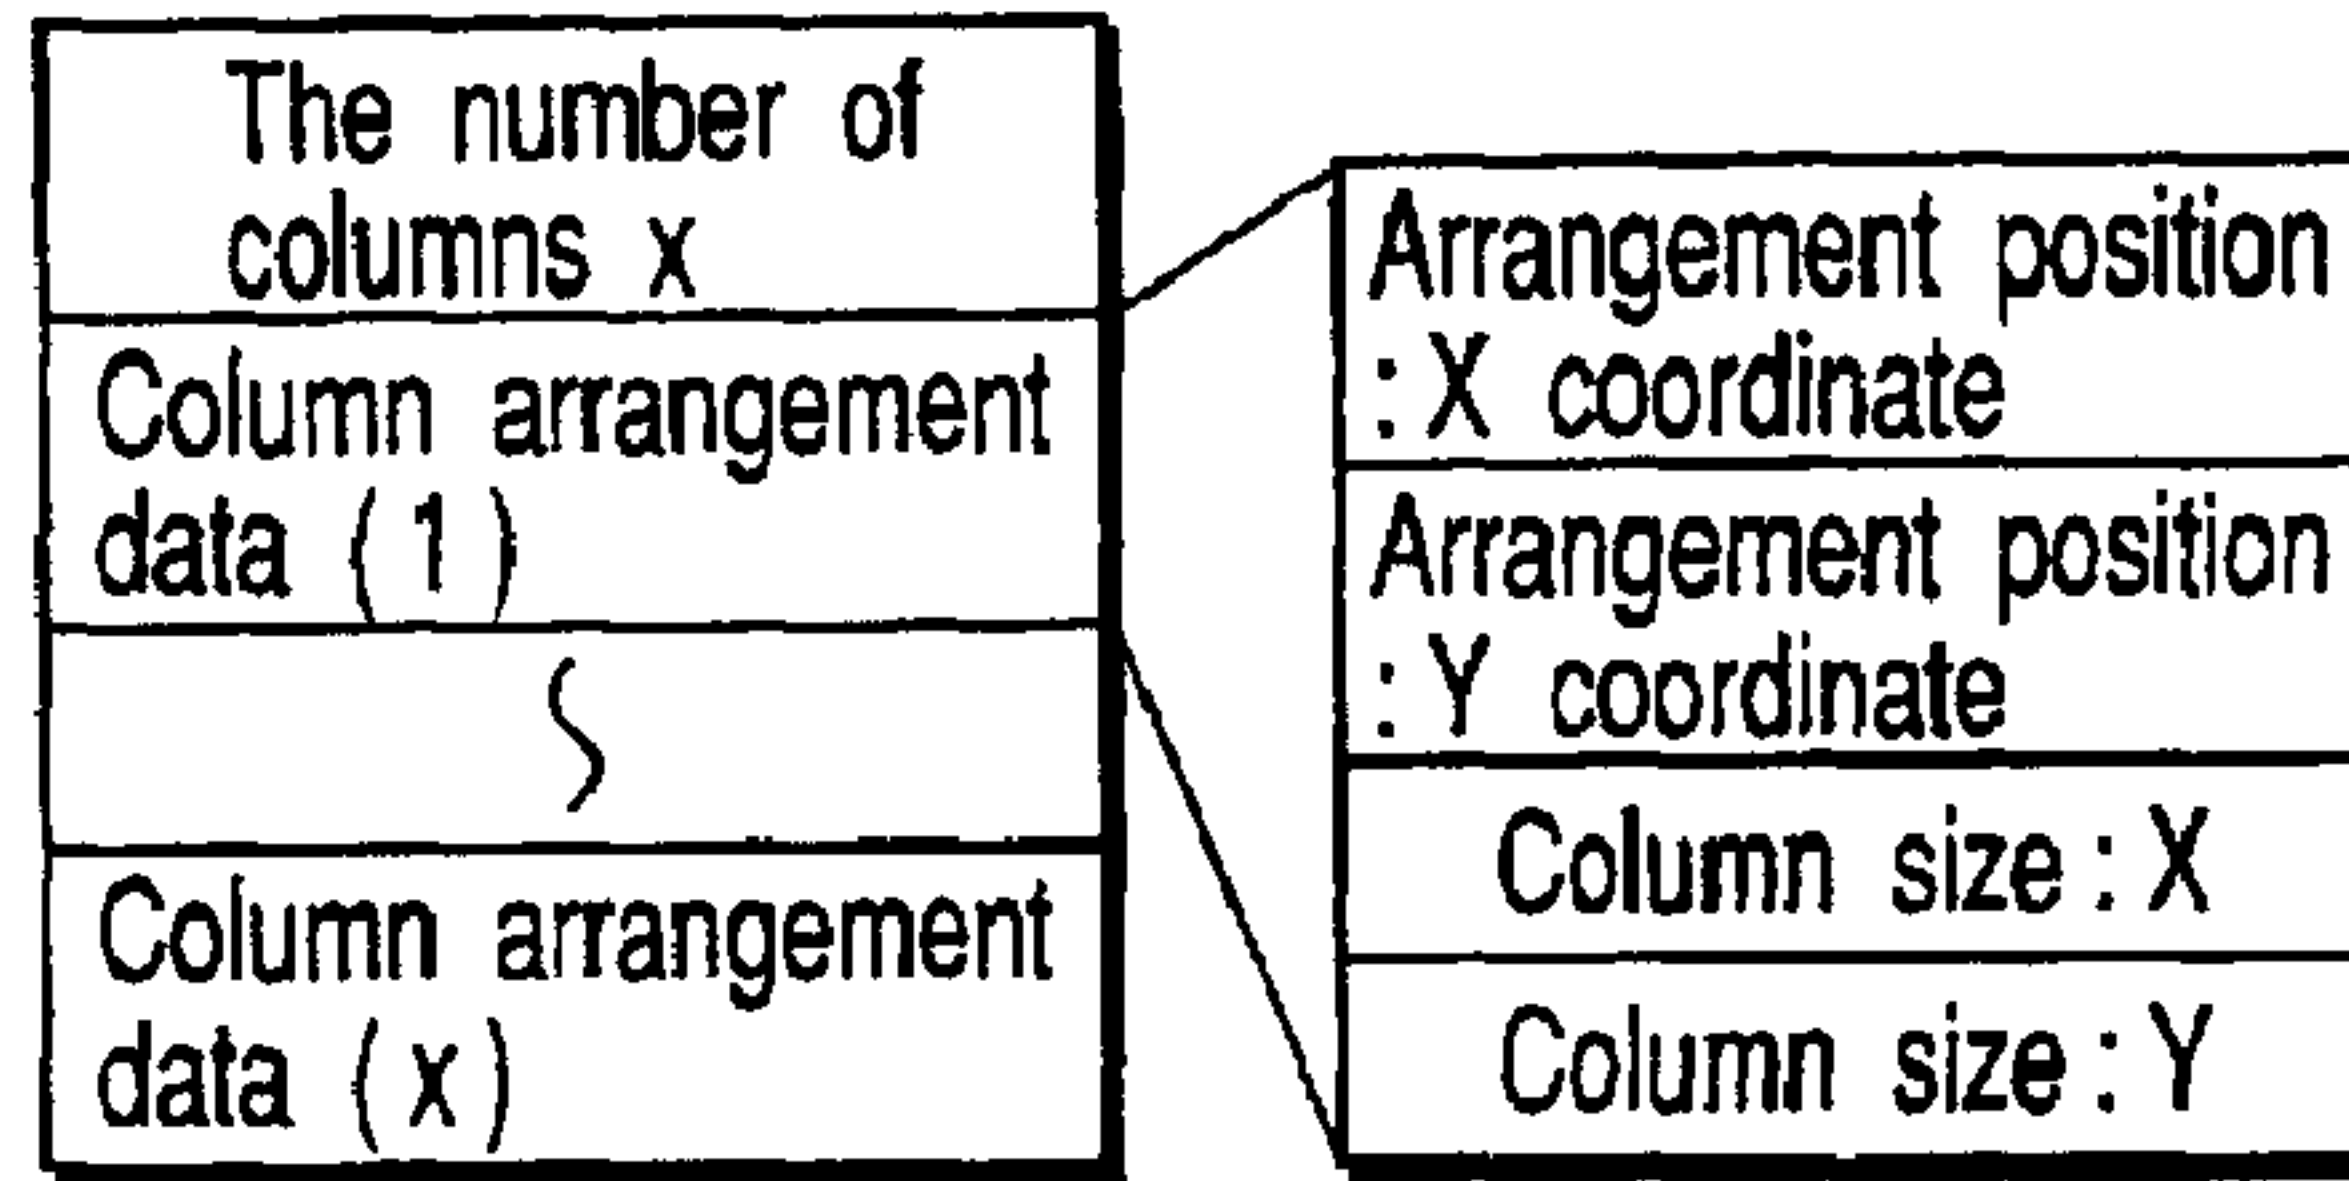 The number of
columns x
Column arrangement
data ( 1 )
Column arrangement
data ( x )
Arrangement position
: X coordinate
Arrangement position
: Y coordinate
Column size : X
Column size : Y